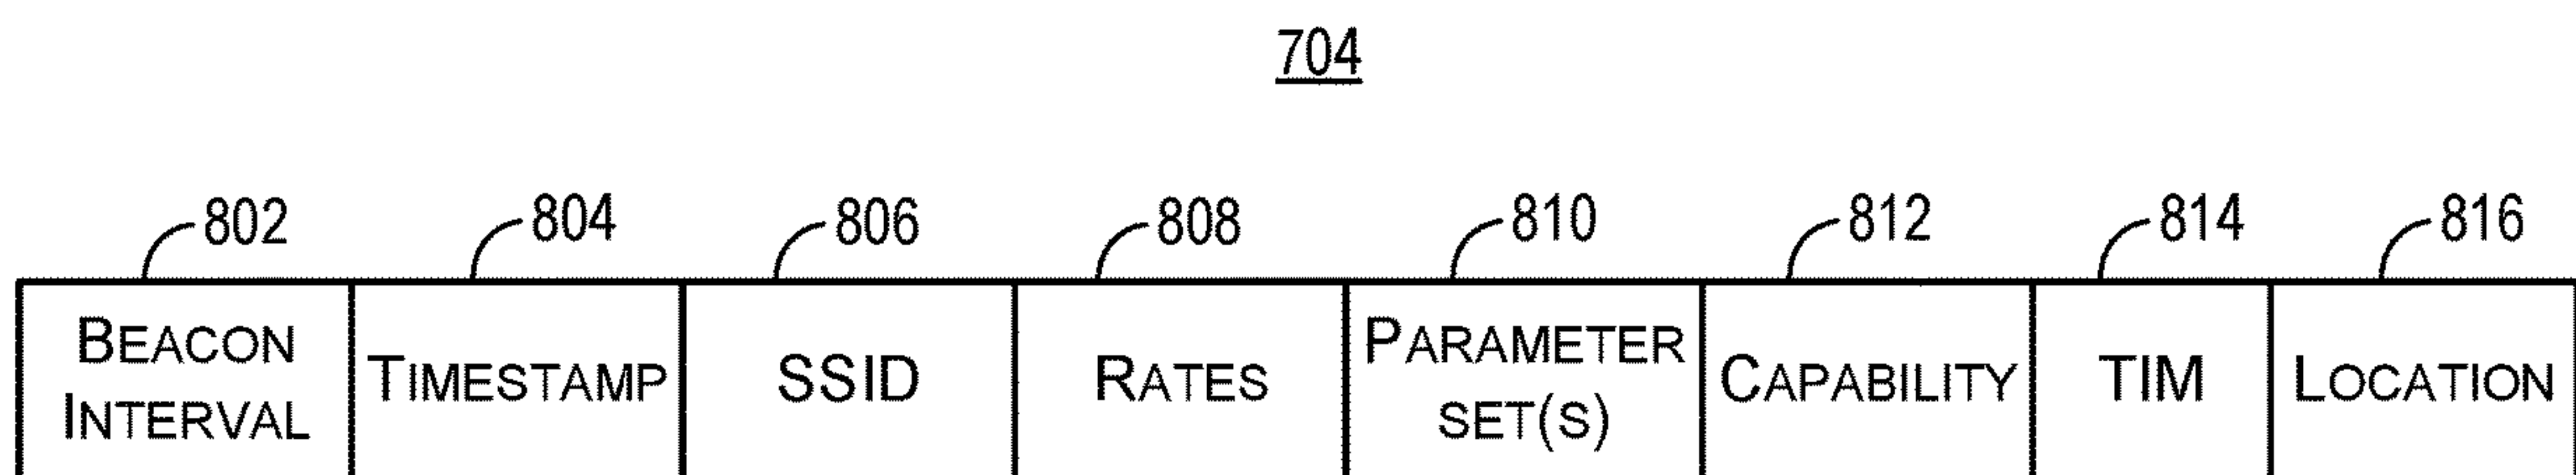 704
802 804 806 808 810 812 814 816
BEACON INTERVAL TIMESTAMP SSID RATES PARAMETER SET(S) CAPABILITY TIM LOCATION